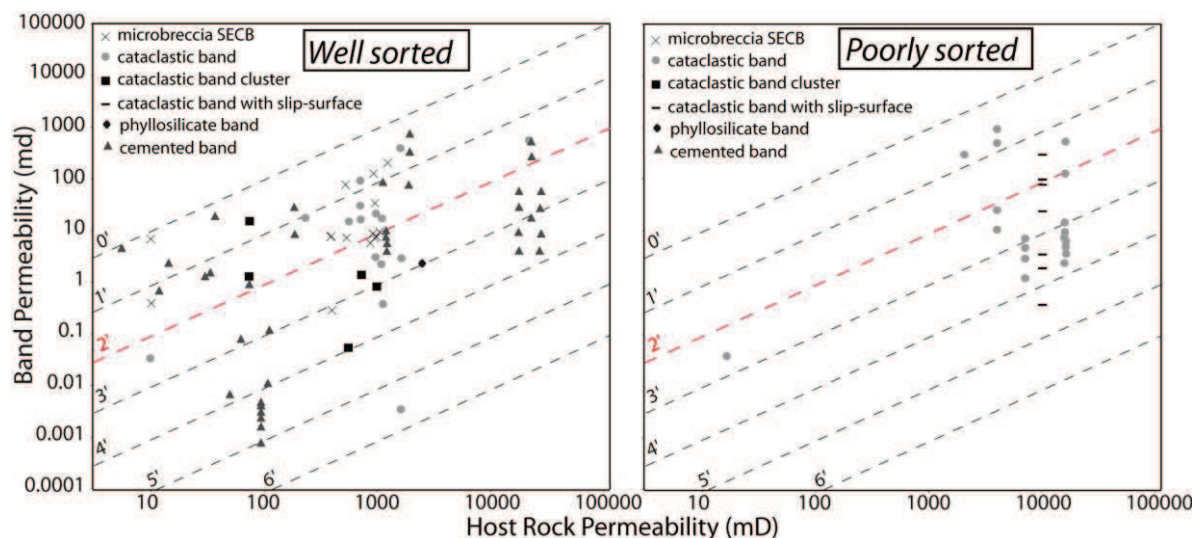 100000
10000
1000
100
10
1
0.1
0.01
0.001
0.0001
Band Permeability (md)
Well sorted
microbreccia SECB
cataclastic band
cataclastic band cluster
cataclastic band with slip-surface
phyllosilicate band
cemented band
0'
1'
2'
3'
4'
5'
6'
10
100
1000
10000
100000
Poorly sorted
microbreccia SECB
cataclastic band
cataclastic band cluster
cataclastic band with slip-surface
phyllosilicate band
cemented band
0'
1'
2'
3'
4'
5'
6'
10
100
1000
10000
100000
Host Rock Permeability (mD)